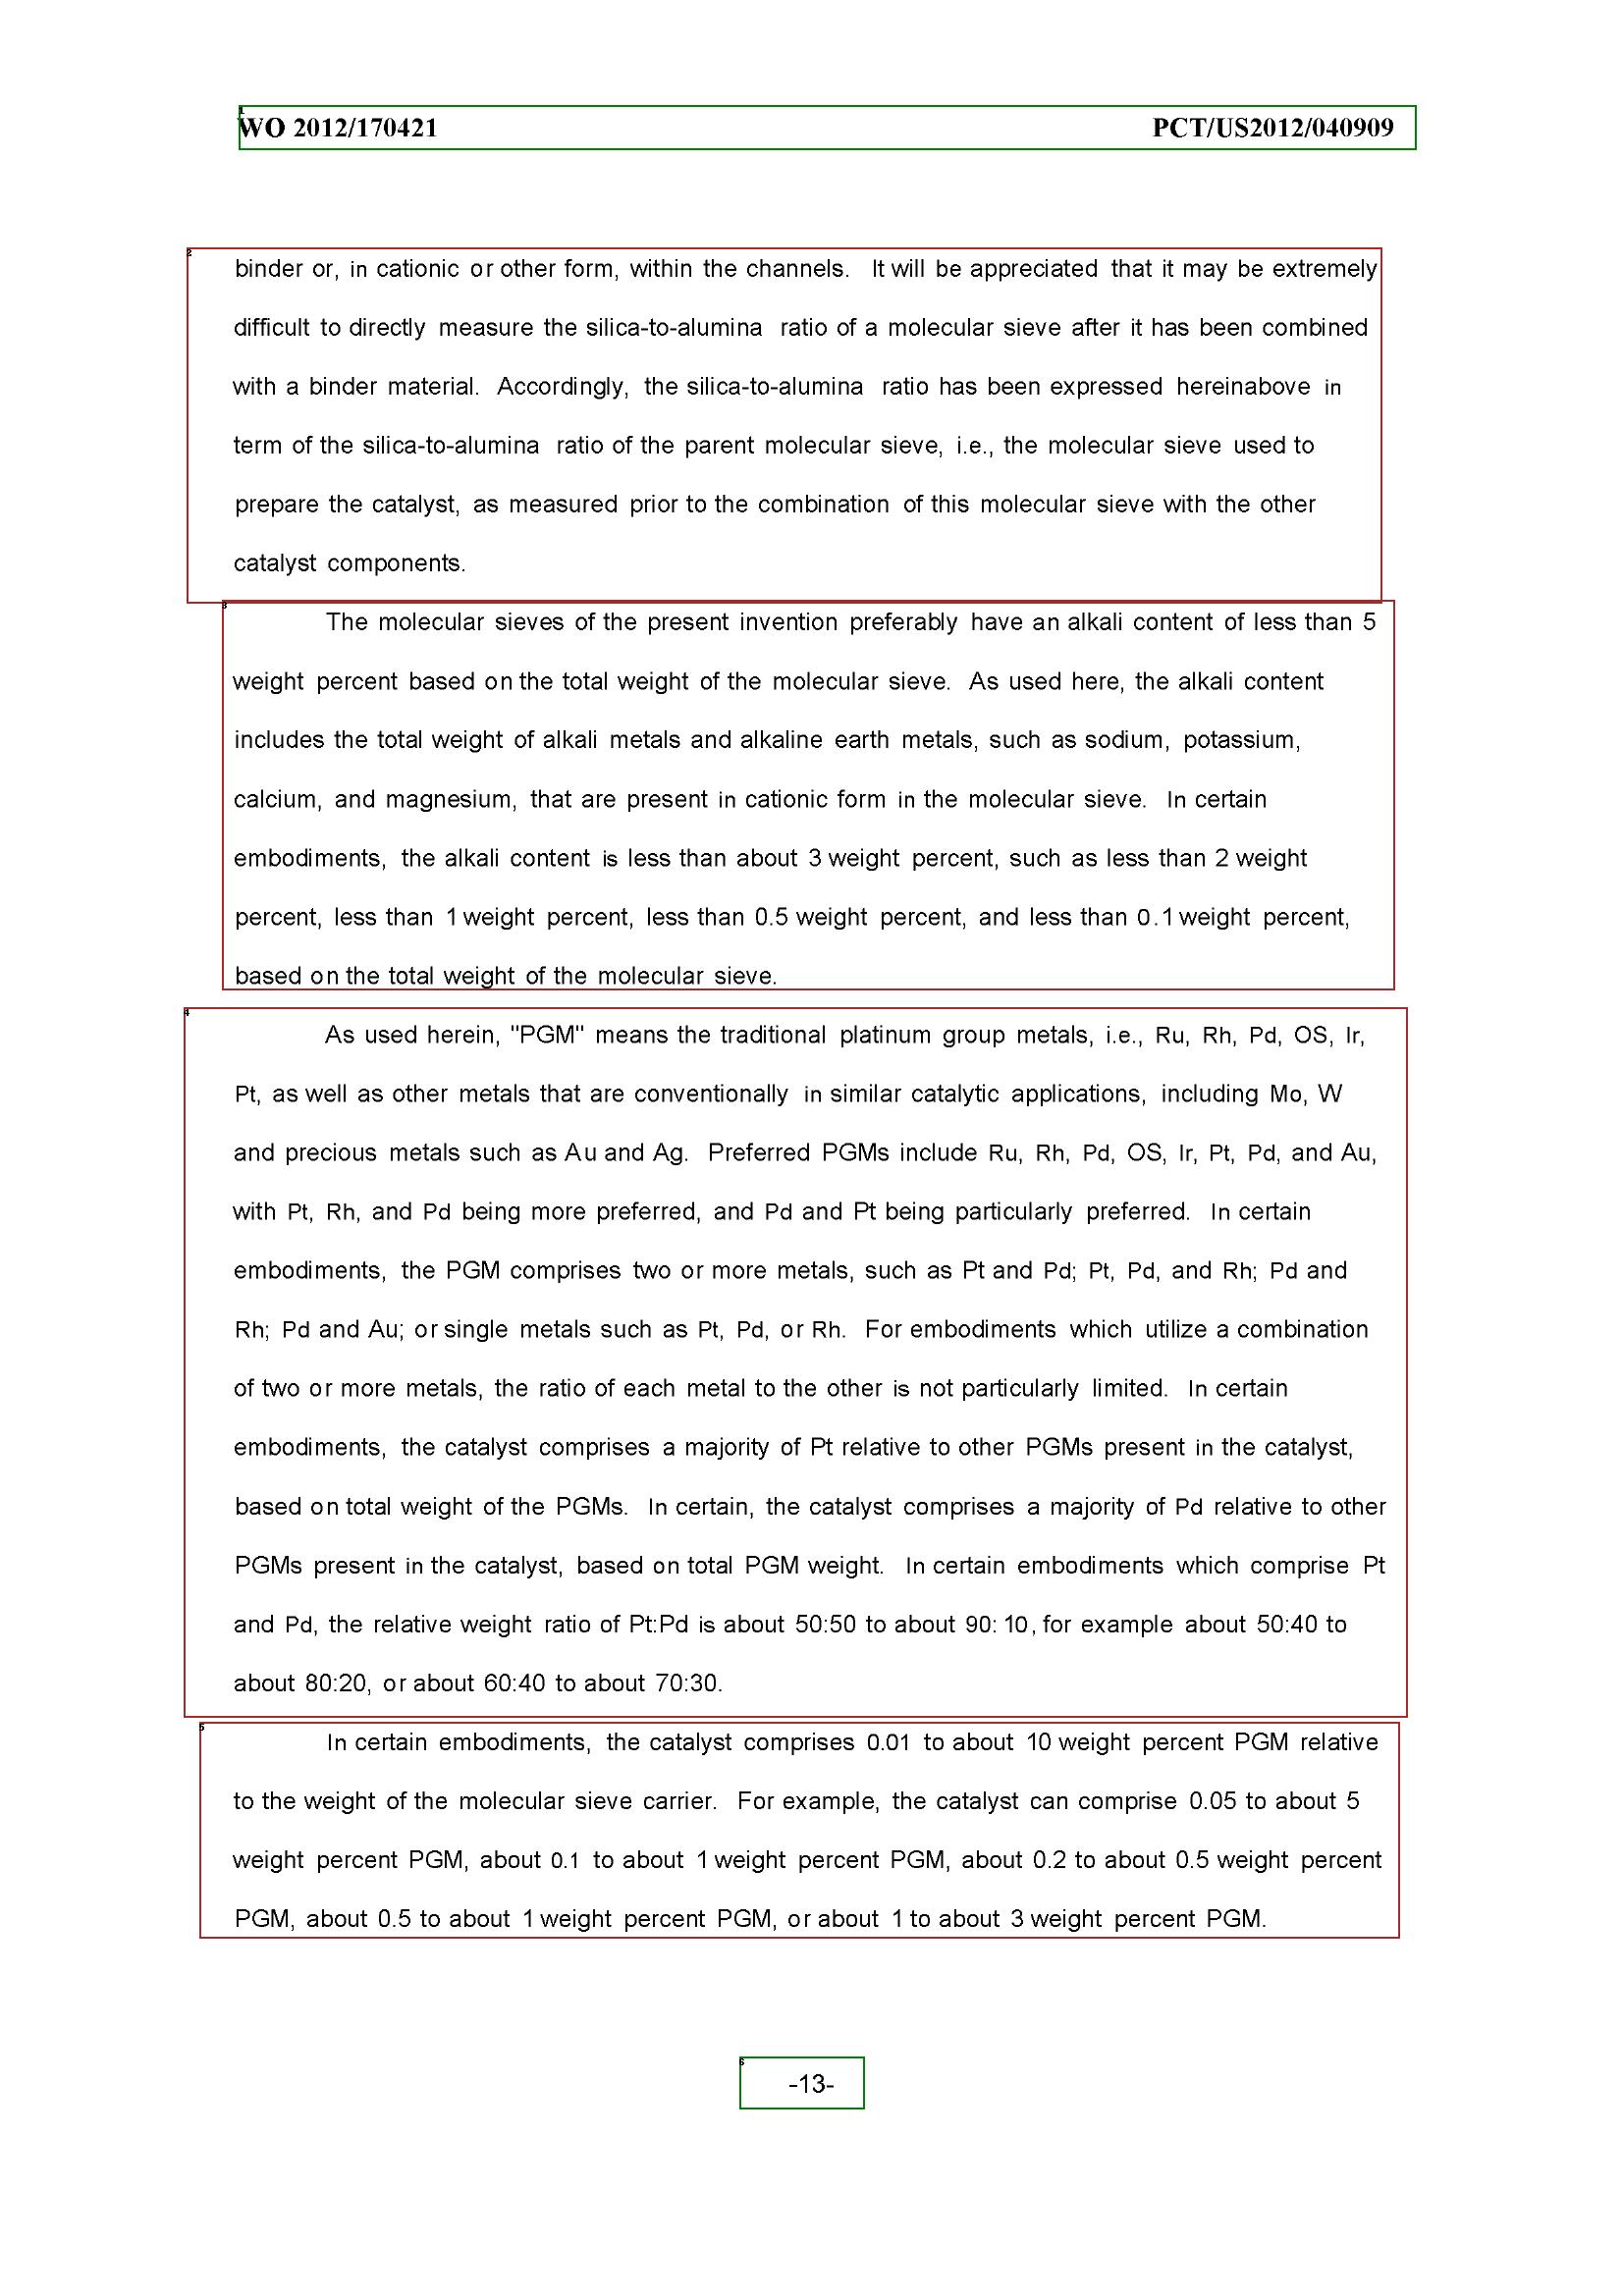 WO 2012/170421 PCT/US2012/040909
binder or, in cationic or other form, within the channels. It will be appreciated that it may be extremely
difficult to directly measure the silica-to-alumina ratio of a molecular sieve after it has been combined
with a binder material. Accordingly, the silica-to-alumina ratio has been expressed hereinabove in
term of the silica-to-alumina ratio of the parent molecular sieve, i.e., the molecular sieve used to
prepare the catalyst, as measured prior to the combination of this molecular sieve with the other
catalyst components.
The molecular sieves of the present invention preferably have an alkali content of less than 5
weight percent based on the total weight of the molecular sieve. As used here, the alkali content
includes the total weight of alkali metals and alkaline earth metals, such as sodium, potassium,
calcium, and magnesium, that are present in cationic form in the molecular sieve. In certain
embodiments, the alkali content is less than about 3 weight percent, such as less than 2 weight
percent, less than 1 weight percent, less than 0.5 weight percent, and less than 0.1 weight percent,
based on the total weight of the molecular sieve.
As used herein, "PGM" means the traditional platinum group metals, i.e., Ru, Rh, Pd, OS, Ir,
Pt, as well as other metals that are conventionally in similar catalytic applications, including Mo, W
and precious metals such as Au and Ag. Preferred PGMs include Ru, Rh, Pd, OS, Ir, Pt, Pd, and Au,
with Pt, Rh, and Pd being more preferred, and Pd and Pt being particularly preferred. In certain
embodiments, the PGM comprises two or more metals, such as Pt and Pd; Pt, Pd, and Rh; Pd and
Rh; Pd and Au; or single metals such as Pt, Pd, or Rh. For embodiments which utilize a combination
of two or more metals, the ratio of each metal to the other is not particularly limited. In certain
embodiments, the catalyst comprises a majority of Pt relative to other PGMs present in the catalyst,
based on total weight of the PGMs. In certain, the catalyst comprises a majority of Pd relative to other
PGMs present in the catalyst, based on total PGM weight. In certain embodiments which comprise Pt
and Pd, the relative weight ratio of Pt:Pd is about 50:50 to about 90: 10, for example about 50:40 to
about 80:20, or about 60:40 to about 70:30.
In certain embodiments, the catalyst comprises 0.01 to about 10 weight percent PGM relative
to the weight of the molecular sieve carrier. For example, the catalyst can comprise 0.05 to about 5
weight percent PGM, about 0.1 to about 1 weight percent PGM, about 0.2 to about 0.5 weight percent
PGM, about 0.5 to about 1 weight percent PGM, or about 1 to about 3 weight percent PGM.
-13-